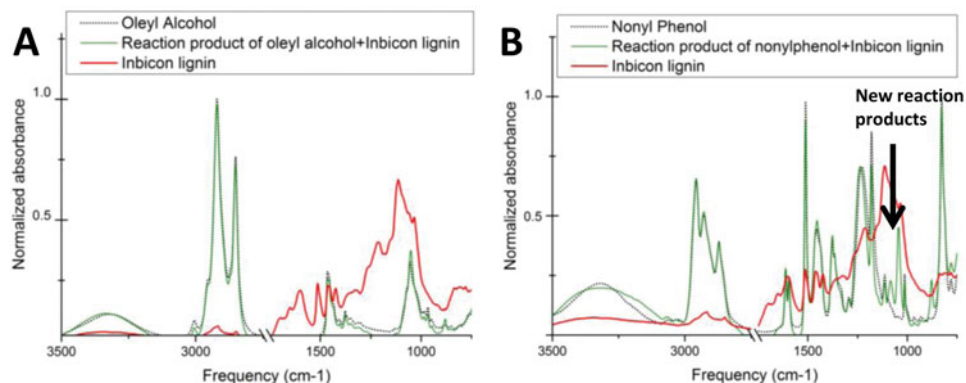 A
Oleyl Alcohol
Reaction product of oleyl alcohol+Inbicon lignin
Inbicon lignin
Normalized absorbance
1.0
0.5
3500
3000
1500
1000
Frequency (cm-1)
B
Nonyl Phenol
Reaction product of nonylphenol+Inbicon lignin
Inbicon lignin
New reaction
products
Normalized absorbance
1.0
0.5
3500
3000
1500
1000
Frequency (cm-1)